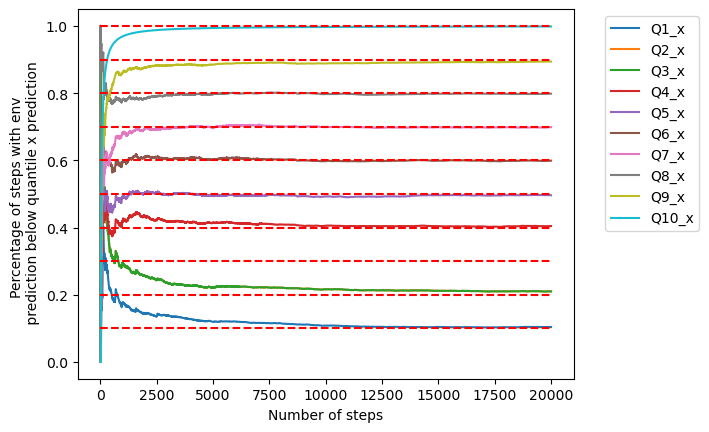 1.0
0.8
0.6
0.4
0.2
0.0
Percentage of steps with env
prediction below quantile x prediction
0
2500
5000
7500
10000
12500
15000
17500
20000
Number of steps
Q1_x
Q2_x
Q3_x
Q4_x
Q5_x
Q6_x
Q7_x
Q8_x
Q9_x
Q10_x